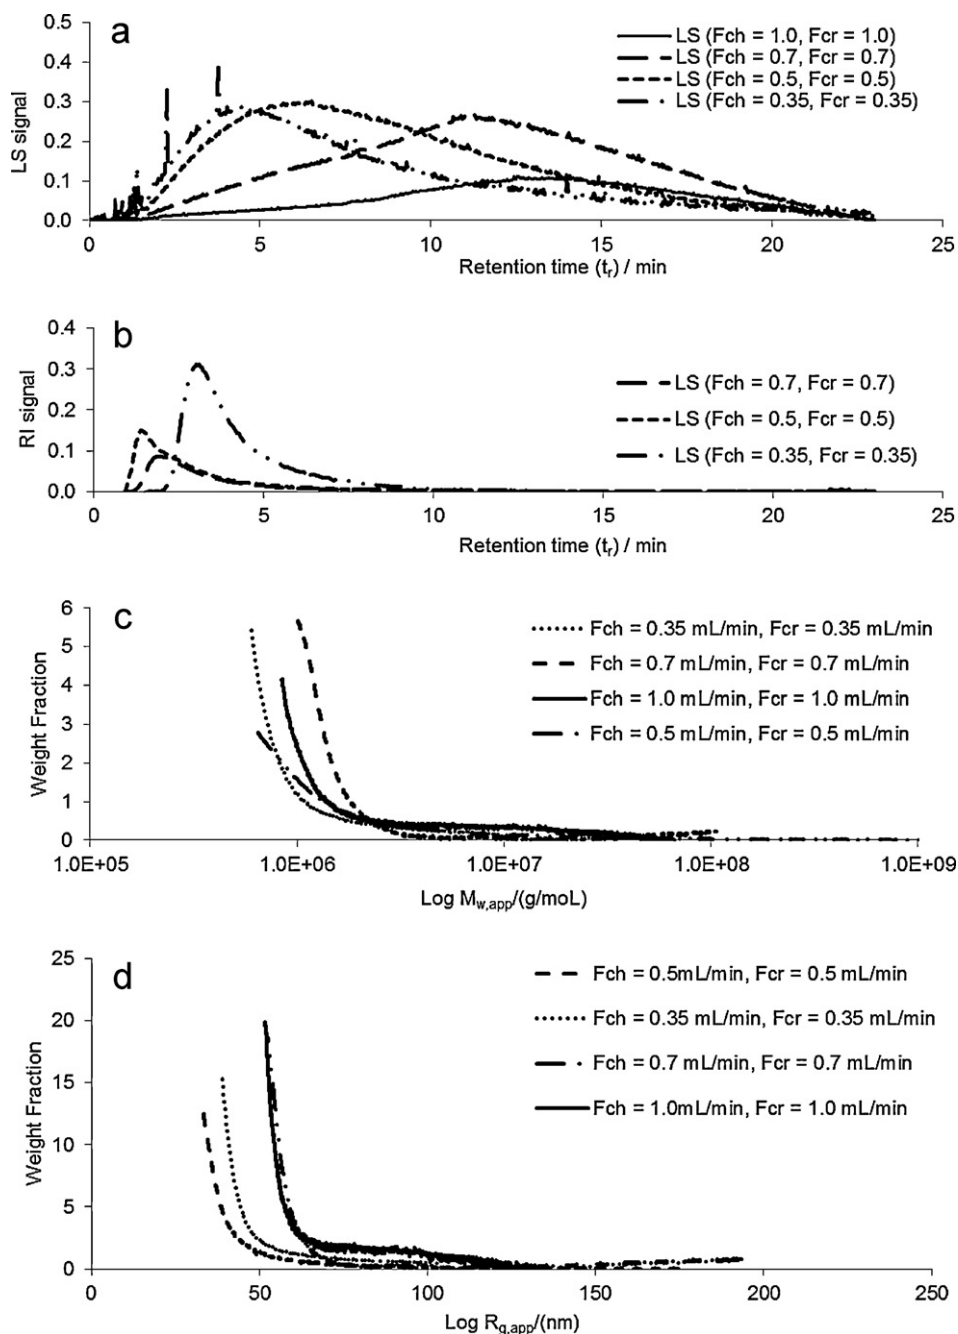 a
0.5
0.4
0.3
0.2
0.1
0.0
LS signal
LS (Fch = 1.0, Fcr = 1.0)
LS (Fch = 0.7, Fcr = 0.7)
LS (Fch = 0.5, Fcr = 0.5)
LS (Fch = 0.35, Fcr = 0.35)
0 5 10 15 20 25
Retention time (tr) / min
b
0.4
0.3
0.2
0.1
0.0
RI signal
LS (Fch = 0.7, Fcr = 0.7)
LS (Fch = 0.5, Fcr = 0.5)
LS (Fch = 0.35, Fcr = 0.35)
0 5 10 15 20 25
Retention time (tr) / min
c
6
5
4
3
2
1
0
Weight Fraction
Fch = 0.35 mL/min, Fcr = 0.35 mL/min
Fch = 0.7 mL/min, Fcr = 0.7 mL/min
Fch = 1.0 mL/min, Fcr = 1.0 mL/min
Fch = 0.5 mL/min, Fcr = 0.5 mL/min
1.0E+05 1.0E+06 1.0E+07 1.0E+08 1.0E+09
Log Mw,app/(g/moL)
d
25
20
15
10
5
0
Weight Fraction
Fch = 0.5mL/min, Fcr = 0.5 mL/min
Fch = 0.35 mL/min, Fcr = 0.35 mL/min
Fch = 0.7 mL/min, Fcr = 0.7 mL/min
Fch = 1.0mL/min, Fcr = 1.0 mL/min
0 50 100 150 200 250
Log Rg,app/(nm)